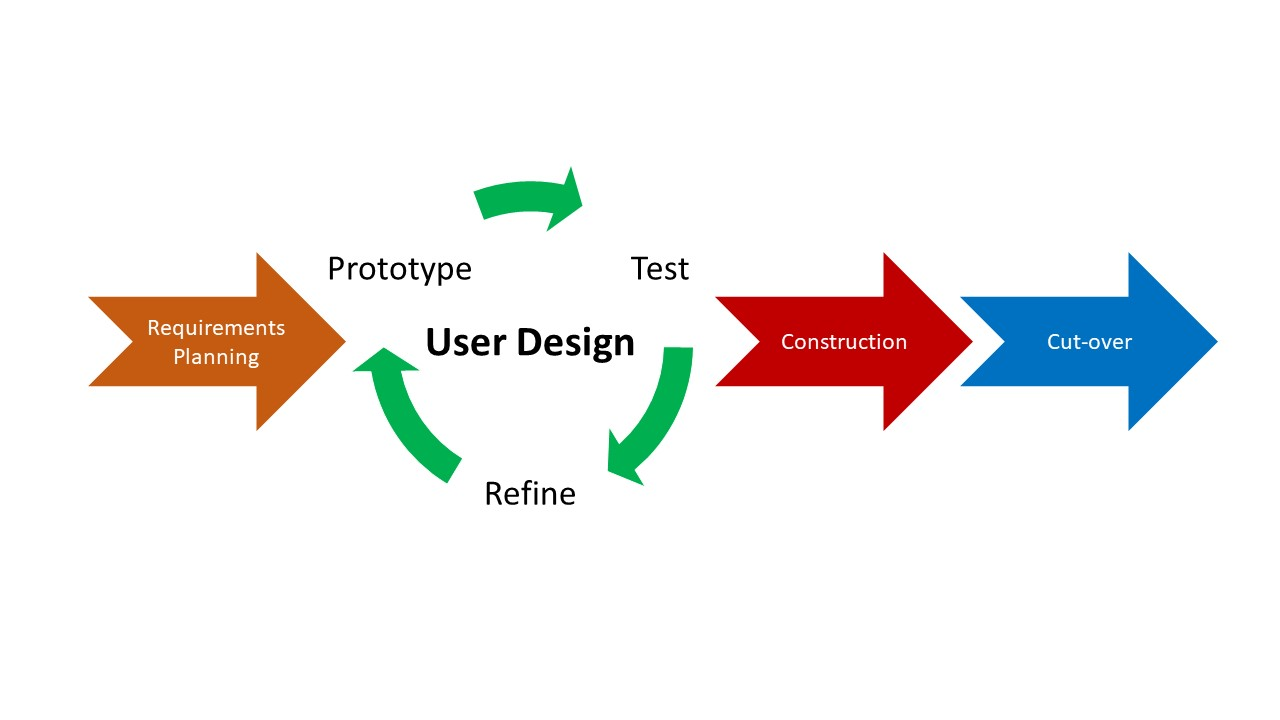 Prototype
Test
Requirements
Planning
User Design
Construction
Cut-over
Refine